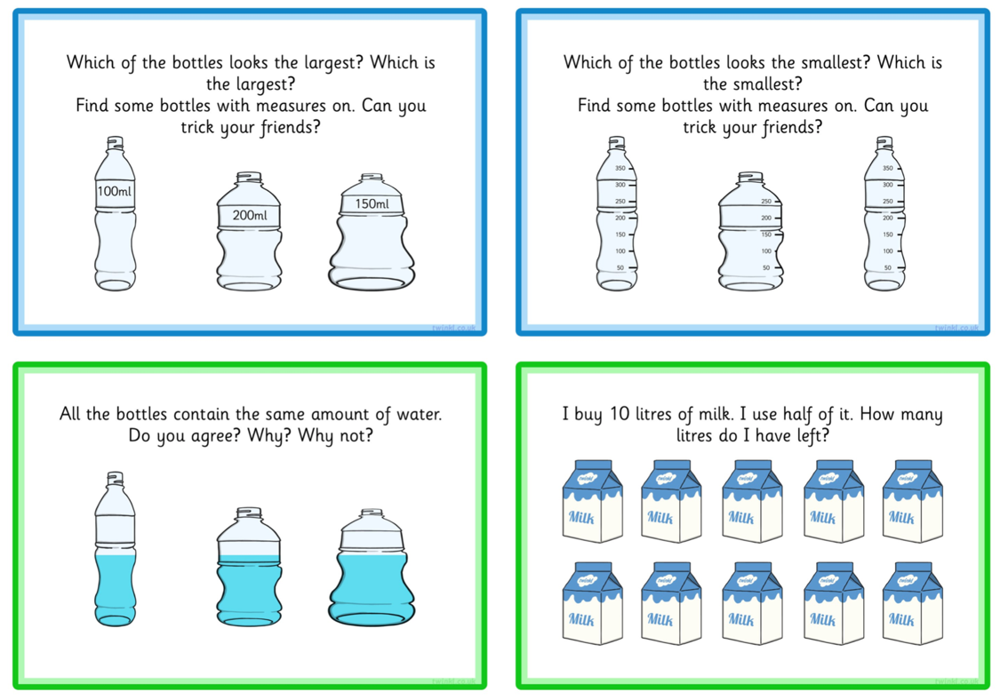 Which of the bottles looks the largest? Which is
the largest?
Find some bottles with measures on. Can you
trick your friends?
100ml
200ml
150ml
twinkl.co.uk
Which of the bottles looks the smallest? Which is
the smallest?
Find some bottles with measures on. Can you
trick your friends?
350
300
250
200
150
100
50
250
200
150
100
50
350
300
250
200
150
100
50
twinkl.co.uk
All the bottles contain the same amount of water.
Do you agree? Why? Why not?
twinkl.co.uk
I buy 10 litres of milk. I use half of it. How many
litres do I have left?
twinkl twinkl twinkl twinkl twinkl
Milk Milk Milk Milk Milk
twinkl twinkl twinkl twinkl twinkl
Milk Milk Milk Milk Milk
twinkl.co.uk